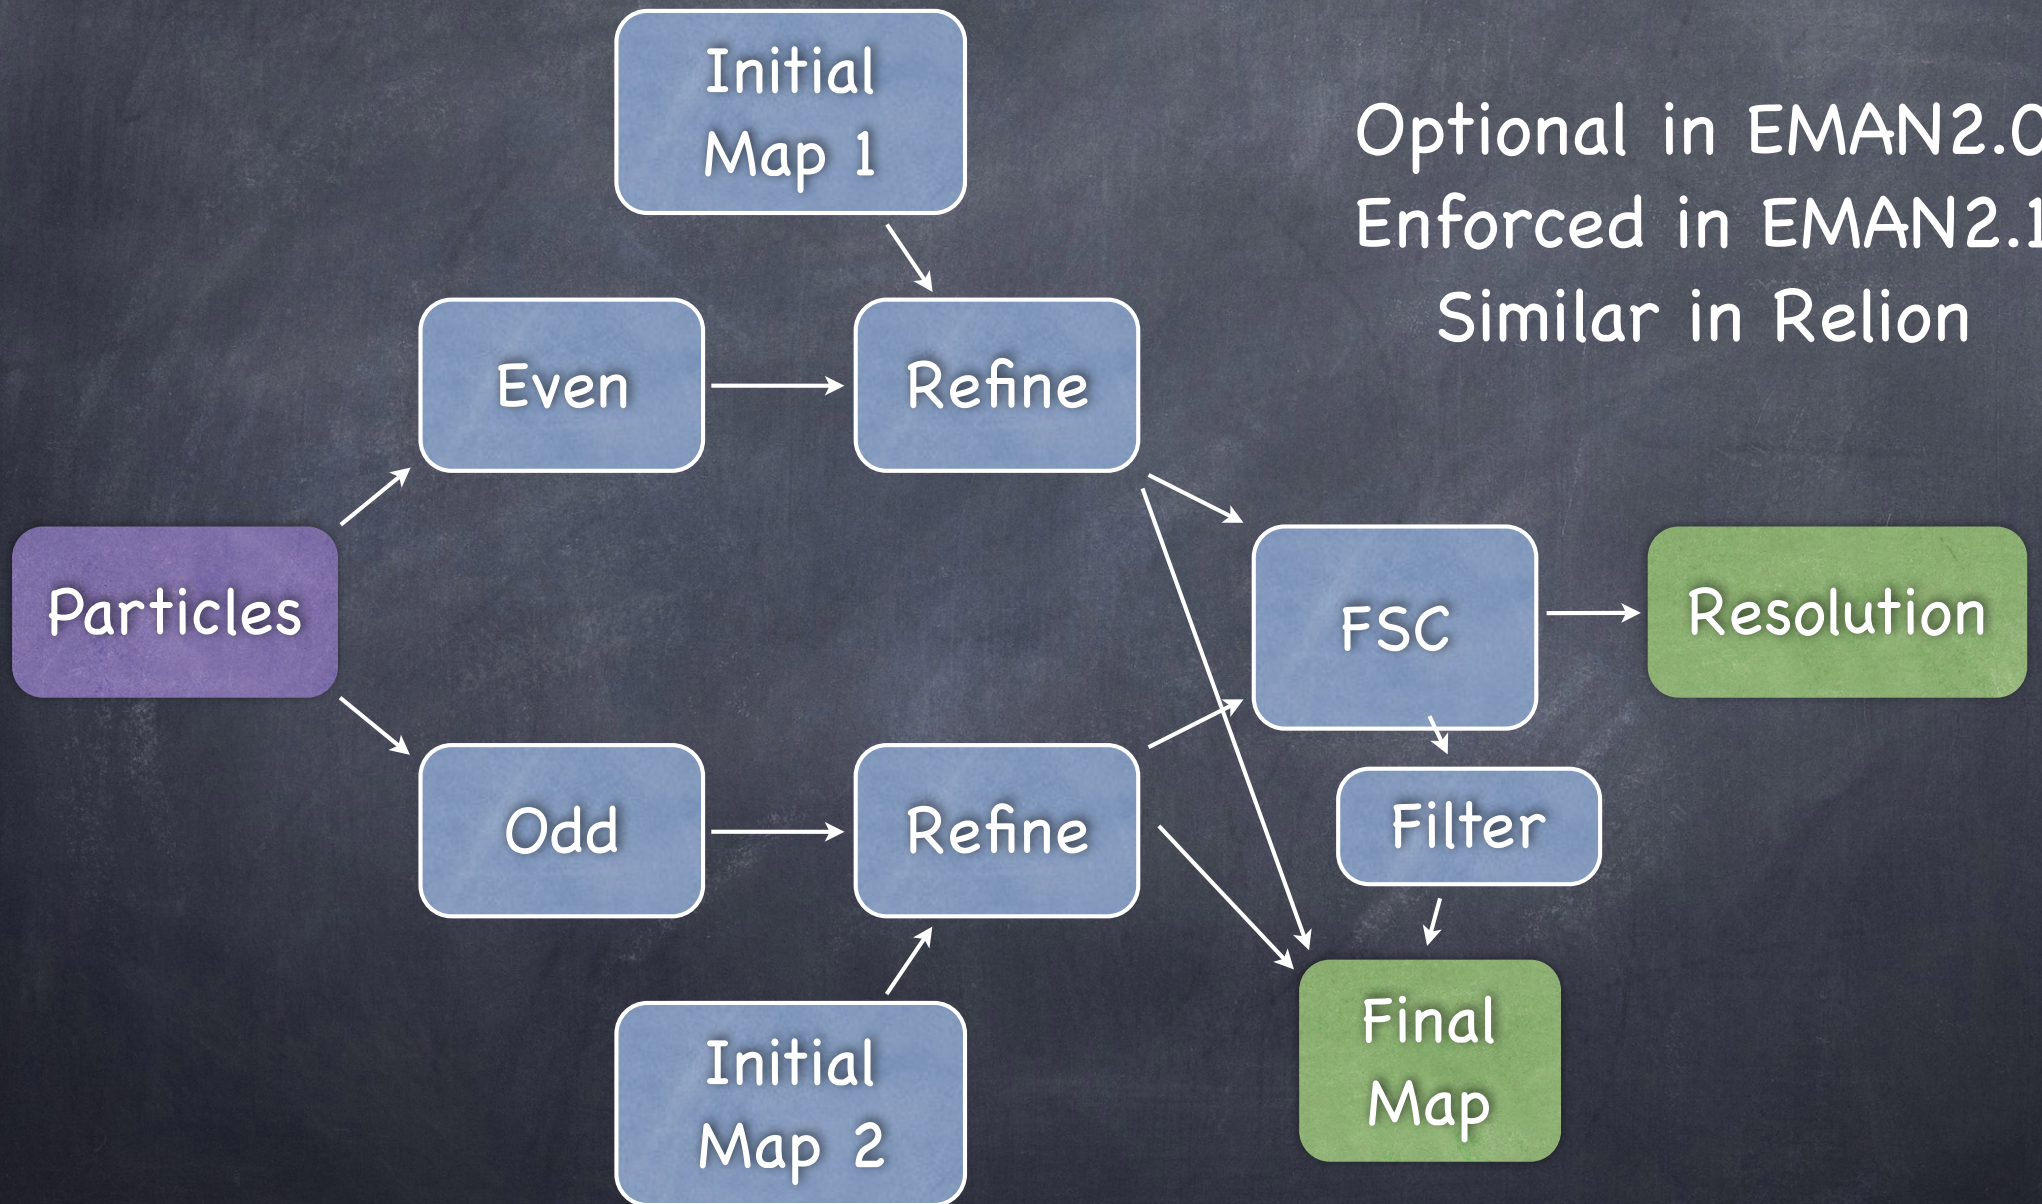 Initial
Map 1
Optional in EMAN2.0
Enforced in EMAN2.1
Similar in Relion
Even
Refine
Particles
FSC
Resolution
Odd
Refine
Filter
Initial
Map 2
Final
Map